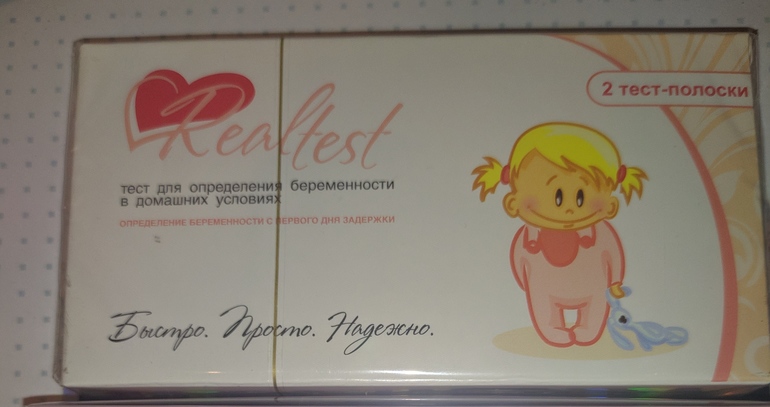 Realtest
2 тест-полоски
тест для определения беременности
в домашних условиях
ОПРЕДЕЛЕНИЕ БЕРЕМЕННОСТИ С ПЕРВОГО ДНЯ ЗАДЕРЖКИ
Быстро. Просто. Надежно.